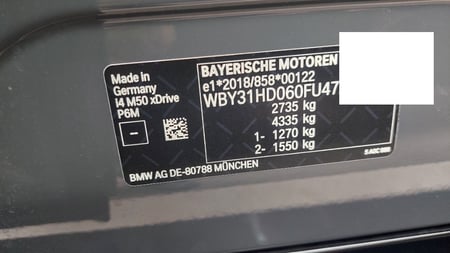 Made in
Germany
i4 M50 xDrive
P6M
BAYERISCHE MOTOREN
e1*2018/858*00122
WBY31HD060FU47
2735 kg
4335 kg
1- 1270 kg
2- 1550 kg
BMW AG DE-80788 MÜNCHEN